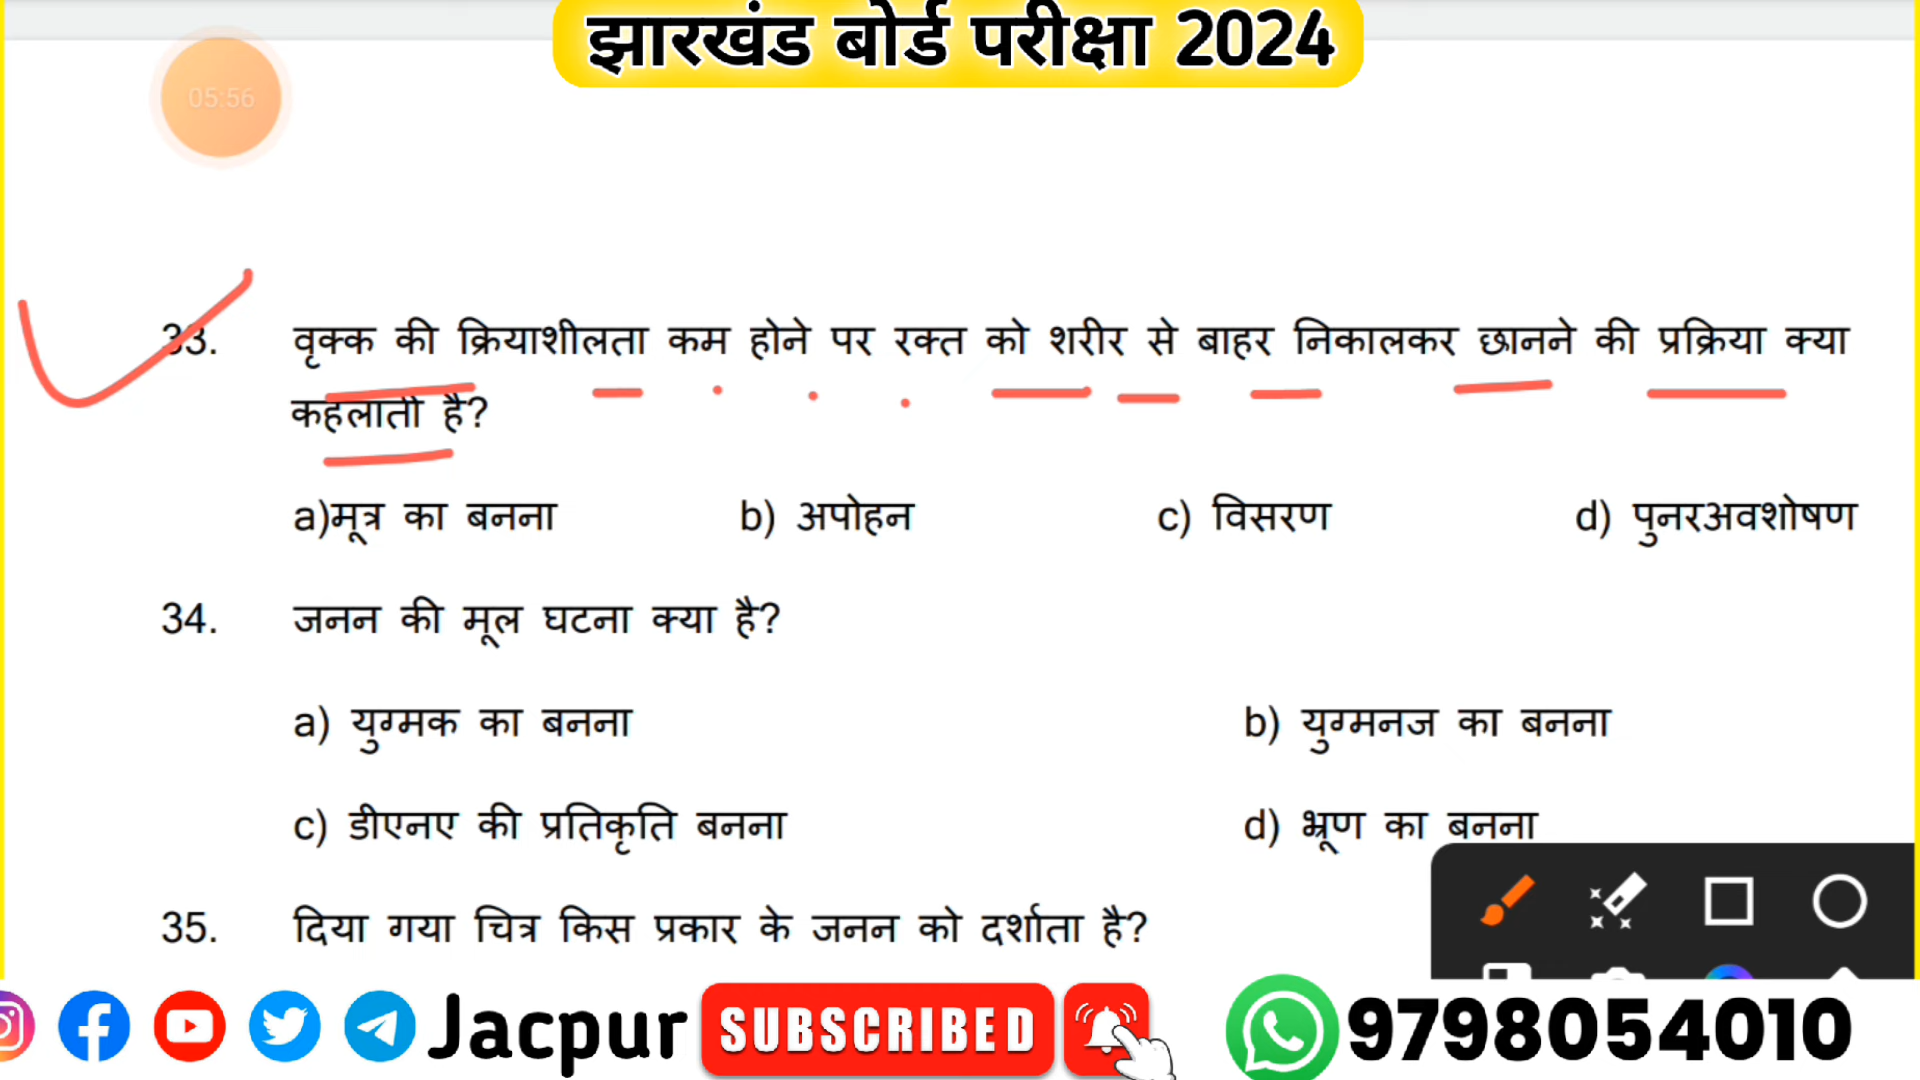 झारखंड बोर्ड परीक्षा 2024
05:56
33. वृक्क की क्रियाशीलता कम होने पर रक्त को शरीर से बाहर निकालकर छानने की प्रक्रिया क्या
कहलाती है?
a)मूत्र का बनना b) अपोहन c) विसरण d) पुनरअवशोषण
34. जनन की मूल घटना क्या है?
a) युग्मक का बनना b) युग्मनज का बनना
c) डीएनए की प्रतिकृति बनना d) भ्रूण का बनना
35. दिया गया चित्र किस प्रकार के जनन को दर्शाता है?
Jacpur SUBSCRIBED 9798054010